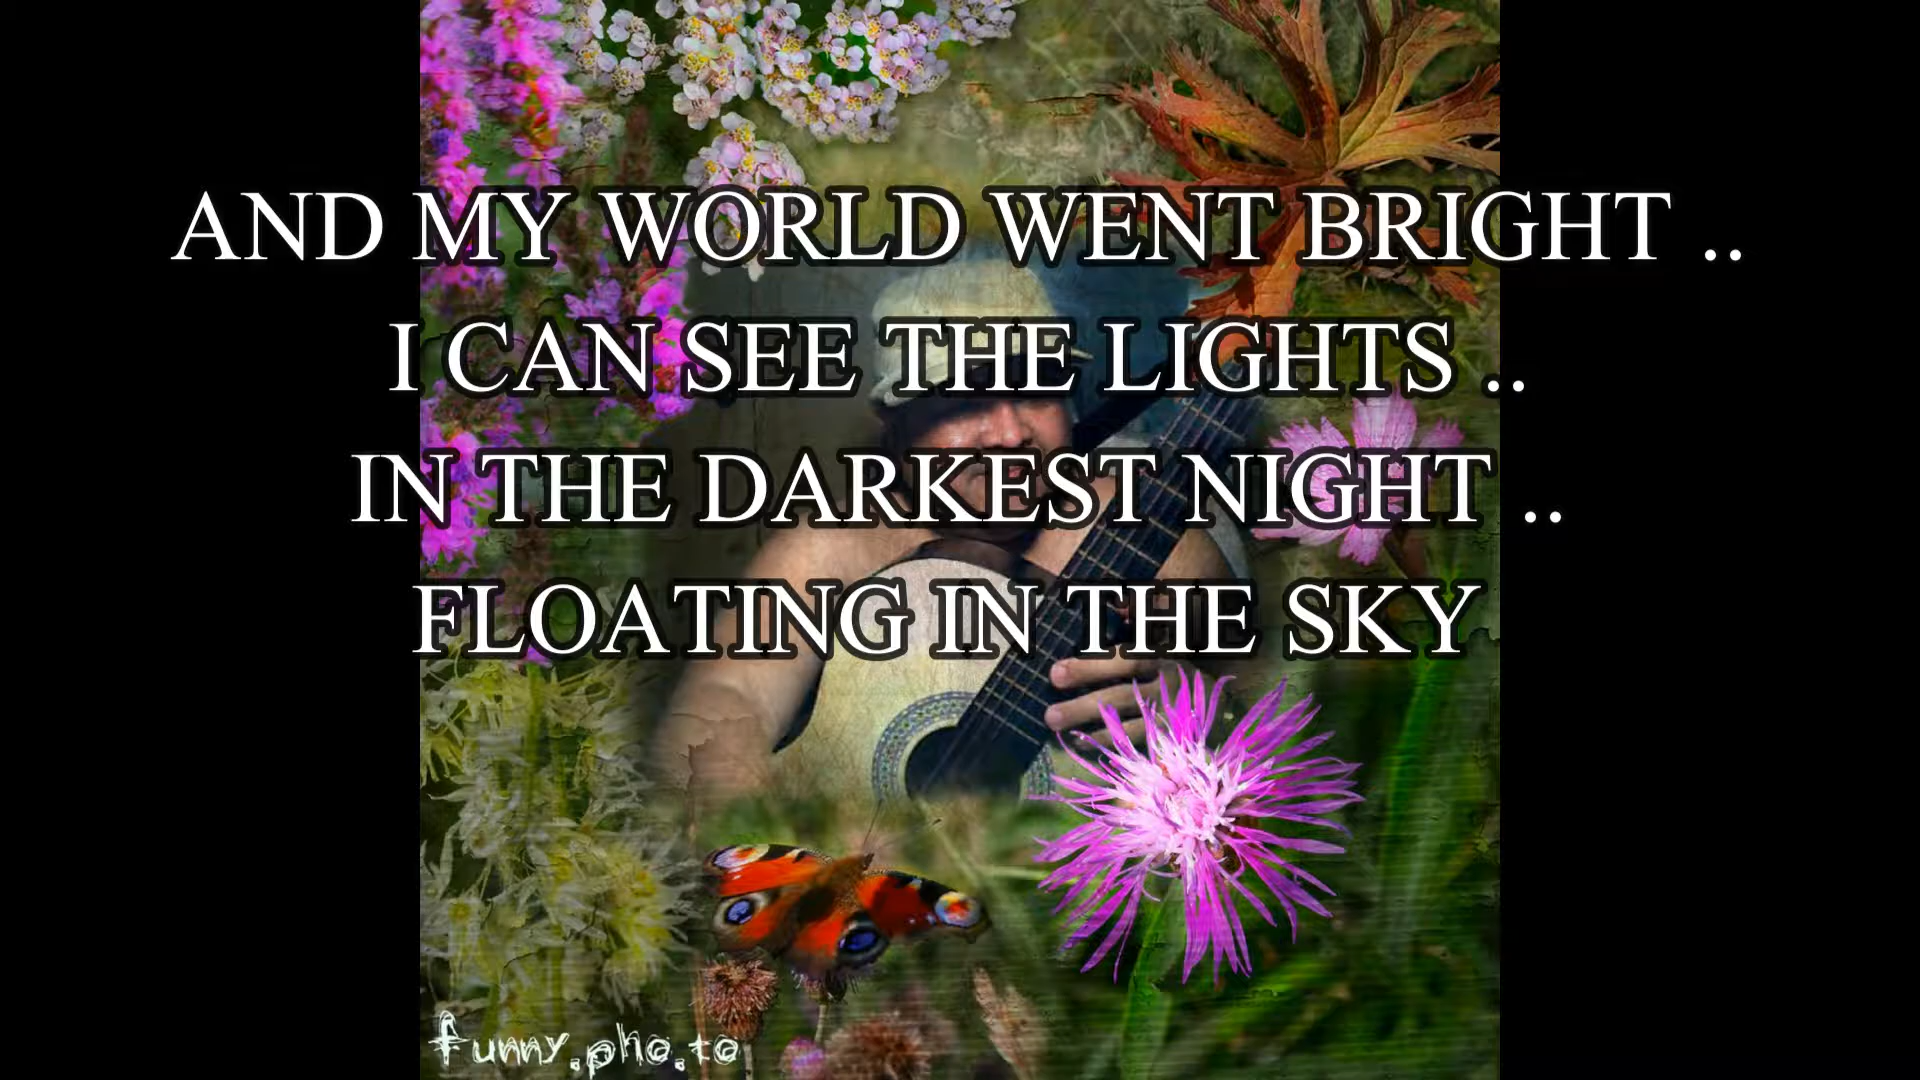 AND MY WORLD WENT BRIGHT ..
I CAN SEE THE LIGHTS ..
IN THE DARKEST NIGHT ..
FLOATING IN THE SKY
funny.pho.to